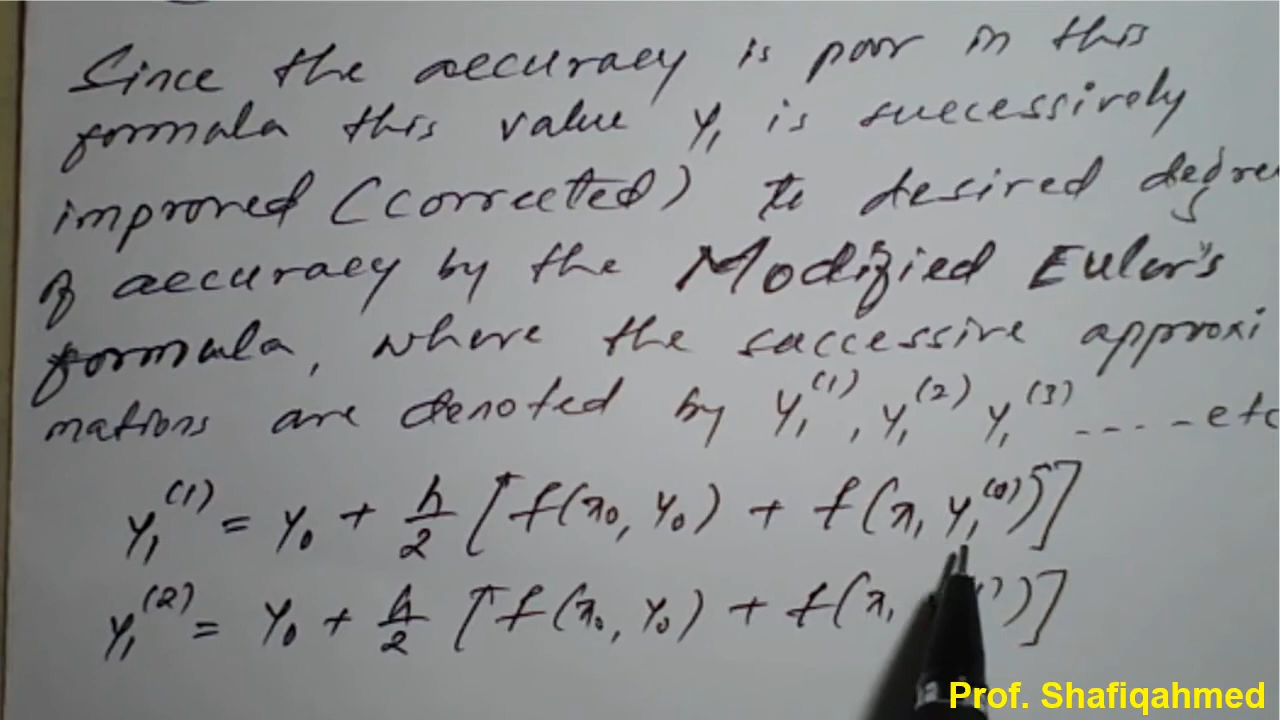 Since the accuracy is poor in this
formula this value y₁ is successively
improved (corrected) to desired degre
of accuracy by the Modified Euler's
formula, where the successive approxi
mations are denoted by y₁⁽¹⁾, y₁⁽²⁾ y₁⁽³⁾ ----- etc
y₁⁽¹⁾ = y₀ + h/2 [f(x₀, y₀) + f(x₁, y₁⁽⁰⁾)]
y₁⁽²⁾ = y₀ + h/2 [f(x₀, y₀) + f(x₁, ⁾)]
Prof. Shafiqahmed